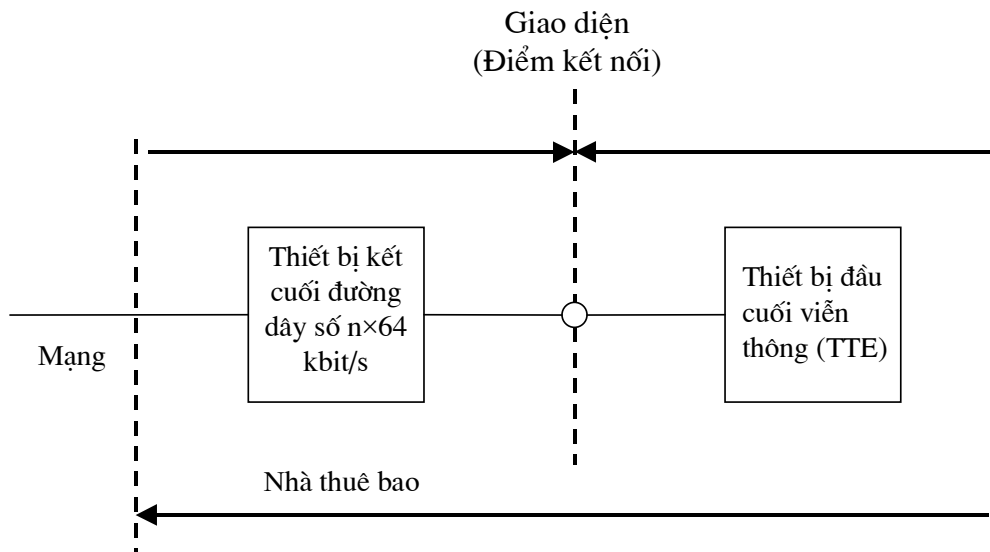 Giao diện
(Điểm kết nối)
Thiết bị kết
cuối đường
dây số n×64
kbit/s
Thiết bị đầu
cuối viễn
thông (TTE)
Mạng
Nhà thuê bao